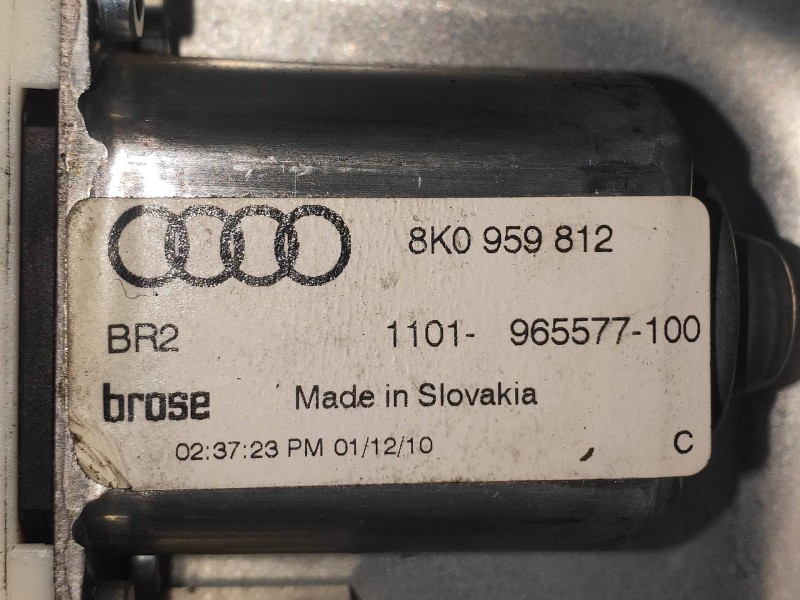 8K0 959 812
BR2 1101- 965577-100
brose Made in Slovakia
02:37:23 PM 01/12/10 C